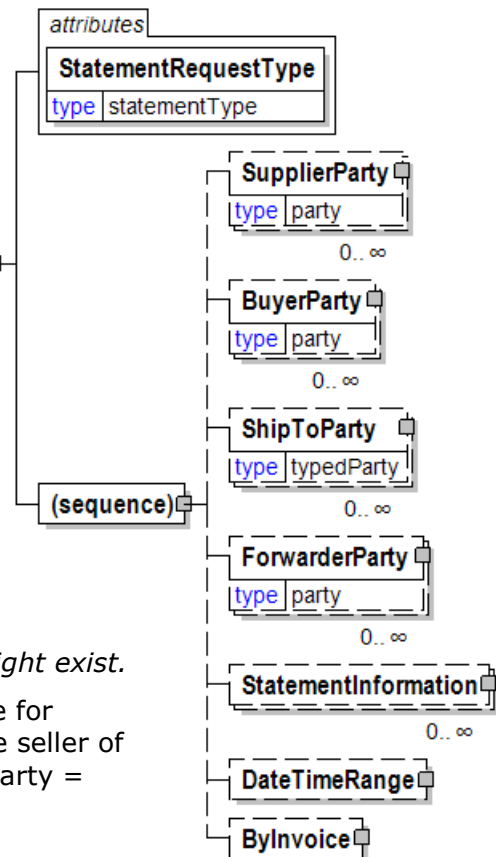 attributes
StatementRequestType
type statementType
SupplierParty
type party
0.. ∞
BuyerParty
type party
0.. ∞
ShipToParty
type typedParty
0.. ∞
(sequence)
ForwarderParty
type party
0.. ∞
ight exist.
StatementInformation
0.. ∞
e for
e seller of
arty =
DateTimeRange
ByInvoice